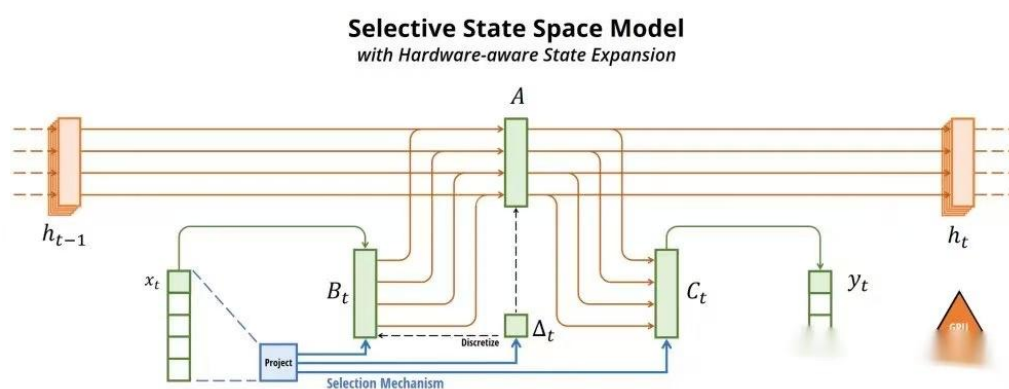 Selective State Space Model
with Hardware-aware State Expansion
A
h_{t-1}
h_t
x_t
B_t
C_t
y_t
Δ_t
Discretize
Project
Selection Mechanism